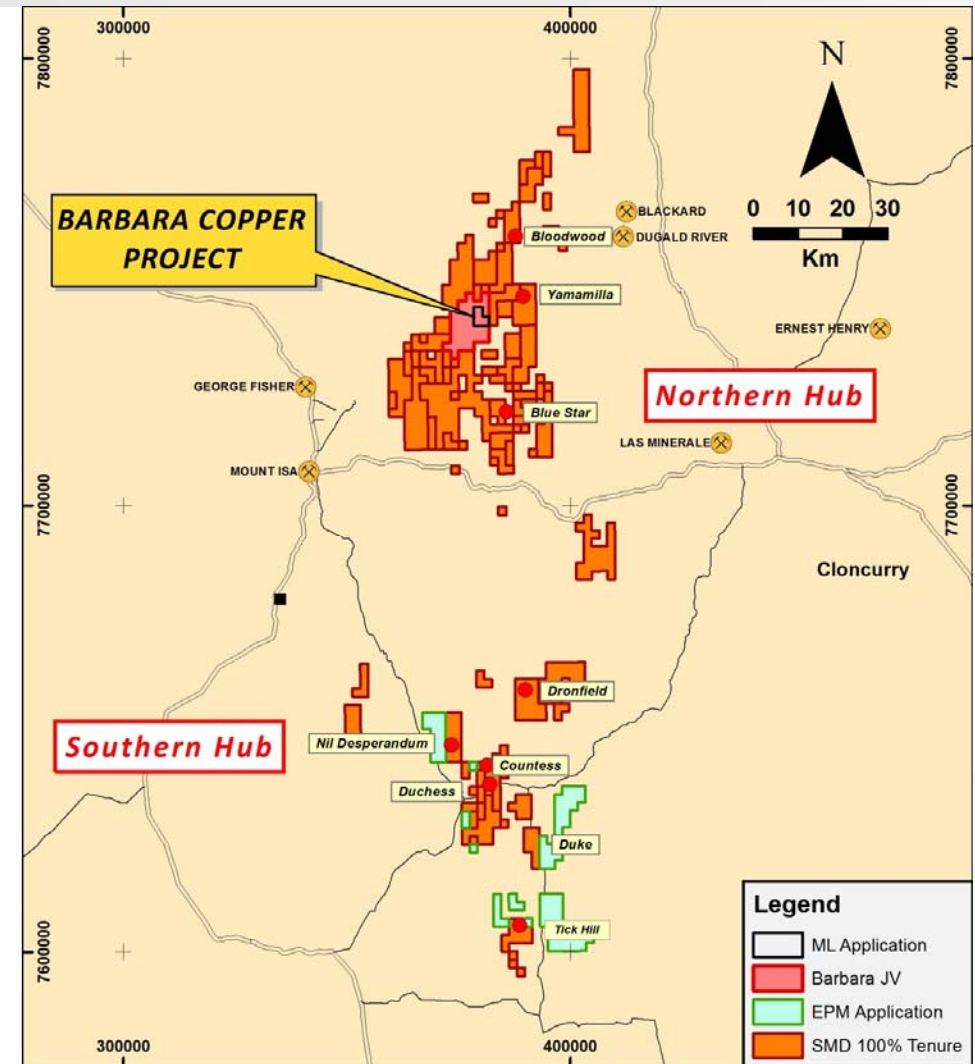 300000
400000
7800000
7800000
N
BARBARA COPPER
PROJECT
BLACKARD
0 10 20 30
Km
Bloodwood
DUGALD RIVER
Yamamilla
ERNEST HENRY
GEORGE FISHER
Northern Hub
Blue Star
LAS MINERALE
MOUNT ISA
7700000
7700000
Cloncurry
Dronfield
Southern Hub
Nil Desperandum
Countess
Duchess
Duke
Tick Hill
7600000
Legend
ML Application
Barbara JV
EPM Application
SMD 100% Tenure
300000
400000